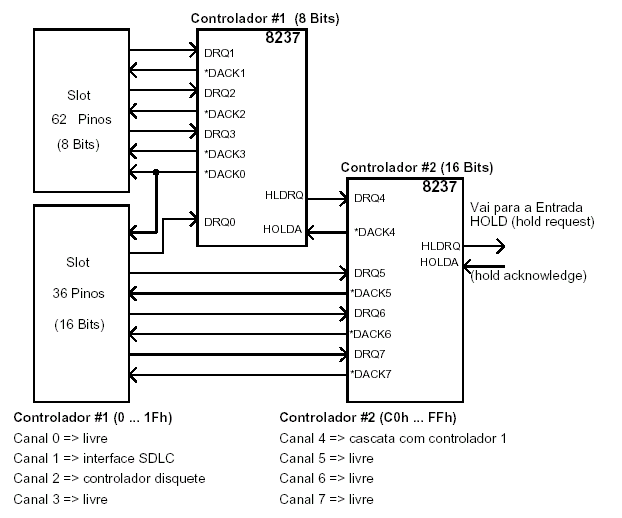 Controlador #1 (8 Bits)
8237
Slot
62 Pinos
(8 Bits)
DRQ1
*DACK1
DRQ2
*DACK2
DRQ3
*DACK3
*DACK0
HLDRQ
DRQ0
HOLDA
Controlador #2 (16 Bits)
8237
DRQ4
*DACK4
HLDRQ
HOLDA
DRQ5
*DACK5
DRQ6
*DACK6
DRQ7
*DACK7
Vai para a Entrada
HOLD (hold request)
(hold acknowledge)
Slot
36 Pinos
(16 Bits)
Controlador #1 (0 ... 1Fh)
Canal 0 => livre
Canal 1 => interface SDLC
Canal 2 => controlador disquete
Canal 3 => livre
Controlador #2 (C0h ... FFh)
Canal 4 => cascata com controlador 1
Canal 5 => livre
Canal 6 => livre
Canal 7 => livre